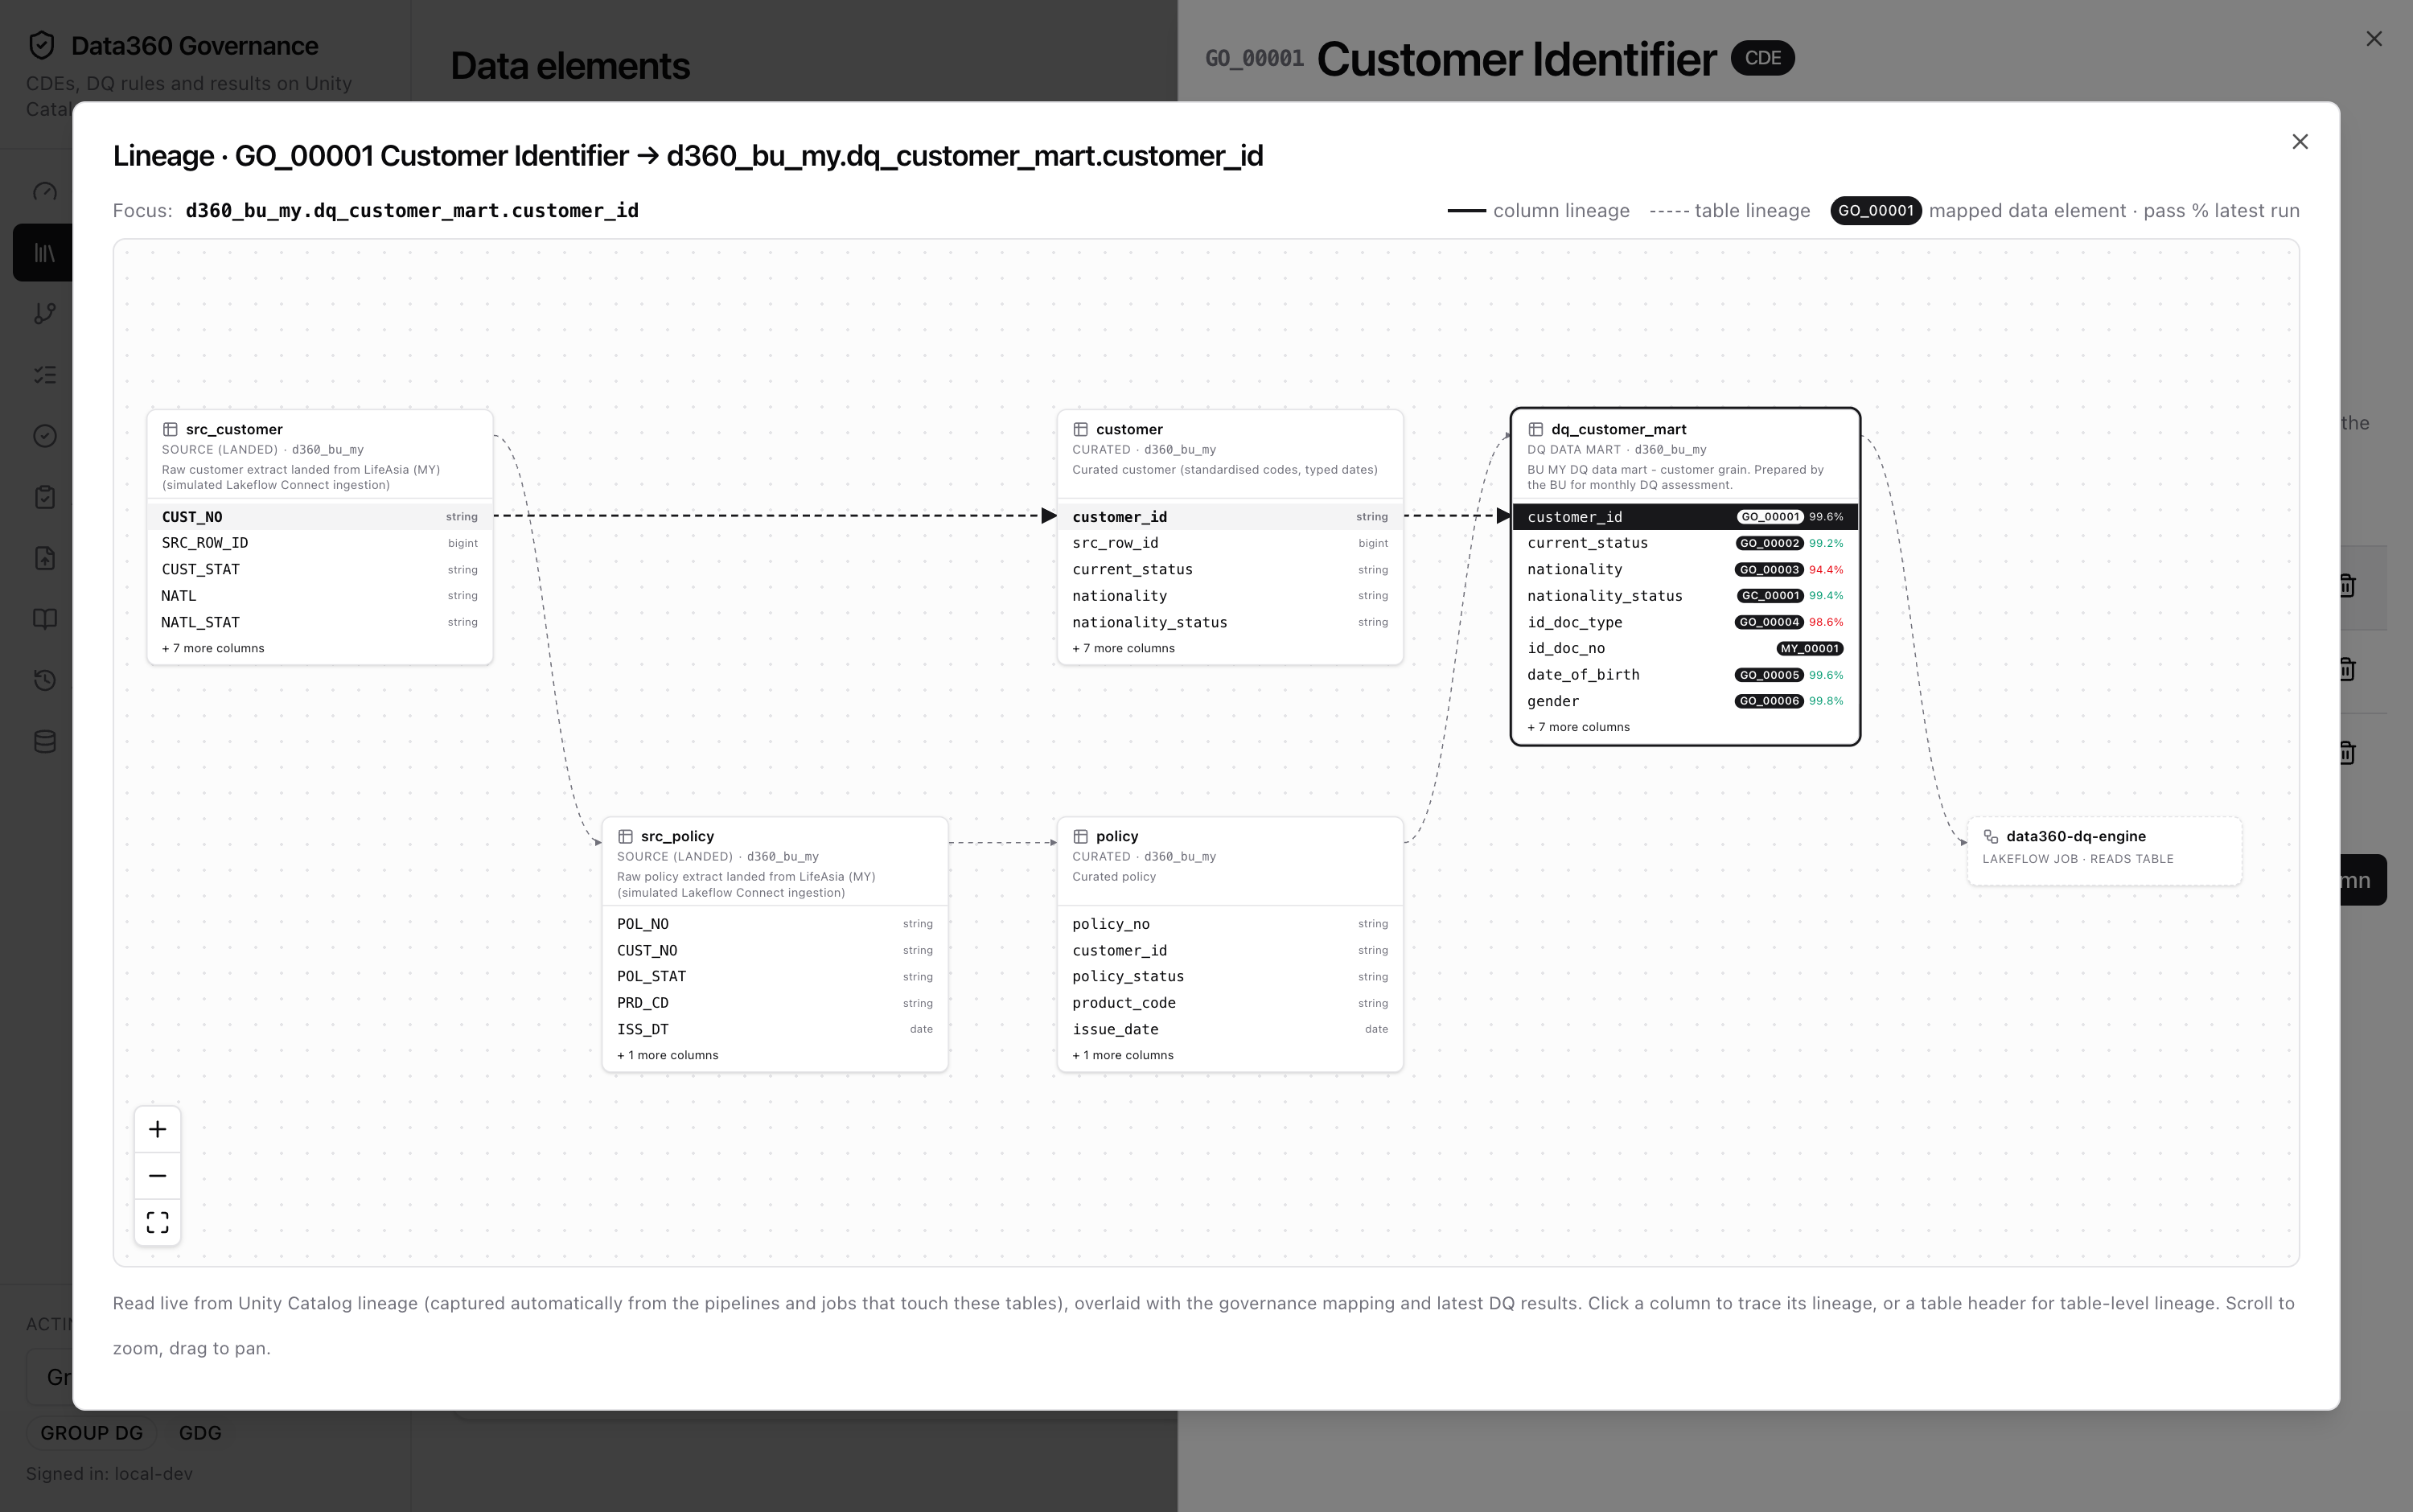 Data360 Governance
CDEs, DQ rules and results on Unity
Data elements
GO_00001 Customer Identifier CDE
Lineage · GO_00001 Customer Identifier → d360_bu_my.dq_customer_mart.customer_id
Focus: d360_bu_my.dq_customer_mart.customer_id
column lineage
table lineage
GO_00001 mapped data element · pass % latest run
src_customer
SOURCE (LANDED) · d360_bu_my
Raw customer extract landed from LifeAsia (MY)
(simulated Lakeflow Connect ingestion)
CUST_NO string
SRC_ROW_ID bigint
CUST_STAT string
NATL string
NATL_STAT string
+ 7 more columns
customer
CURATED · d360_bu_my
Curated customer (standardised codes, typed dates)
customer_id string
src_row_id bigint
current_status string
nationality string
nationality_status string
+ 7 more columns
dq_customer_mart
DQ DATA MART · d360_bu_my
BU MY DQ data mart - customer grain. Prepared by
the BU for monthly DQ assessment.
customer_id GO_00001 99.6%
current_status GO_00002 99.2%
nationality GO_00003 94.4%
nationality_status GC_00001 99.4%
id_doc_type GO_00004 98.6%
id_doc_no MY_00001
date_of_birth GO_00005 99.6%
gender GO_00006 99.8%
+ 7 more columns
src_policy
SOURCE (LANDED) · d360_bu_my
Raw policy extract landed from LifeAsia (MY)
(simulated Lakeflow Connect ingestion)
POL_NO string
CUST_NO string
POL_STAT string
PRD_CD string
ISS_DT date
+ 1 more columns
policy
CURATED · d360_bu_my
Curated policy
policy_no string
customer_id string
policy_status string
product_code string
issue_date date
+ 1 more columns
data360-dq-engine
LAKEFLOW JOB · READS TABLE
Read live from Unity Catalog lineage (captured automatically from the pipelines and jobs that touch these tables), overlaid with the governance mapping and latest DQ results. Click a column to trace its lineage, or a table header for table-level lineage. Scroll to
zoom, drag to pan.
the
GROUP DG GDG
Signed in: local-dev